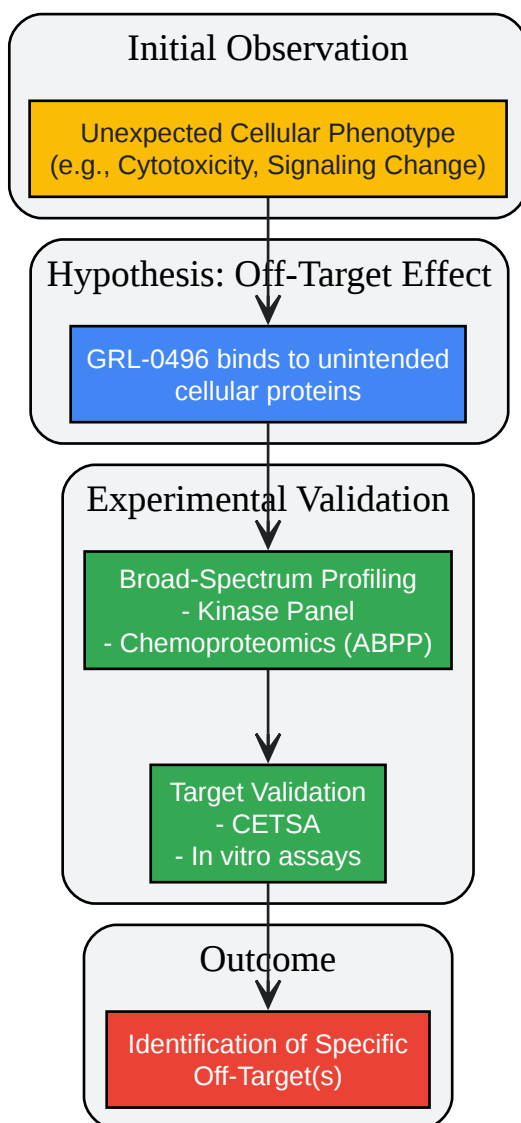 Initial Observation
Unexpected Cellular Phenotype
(e.g., Cytotoxicity, Signaling Change)
Hypothesis: Off-Target Effect
GRL-0496 binds to unintended
cellular proteins
Experimental Validation
Broad-Spectrum Profiling
- Kinase Panel
- Chemoproteomics (ABPP)
Target Validation
- CETSA
- In vitro assays
Outcome
Identification of Specific
Off-Target(s)